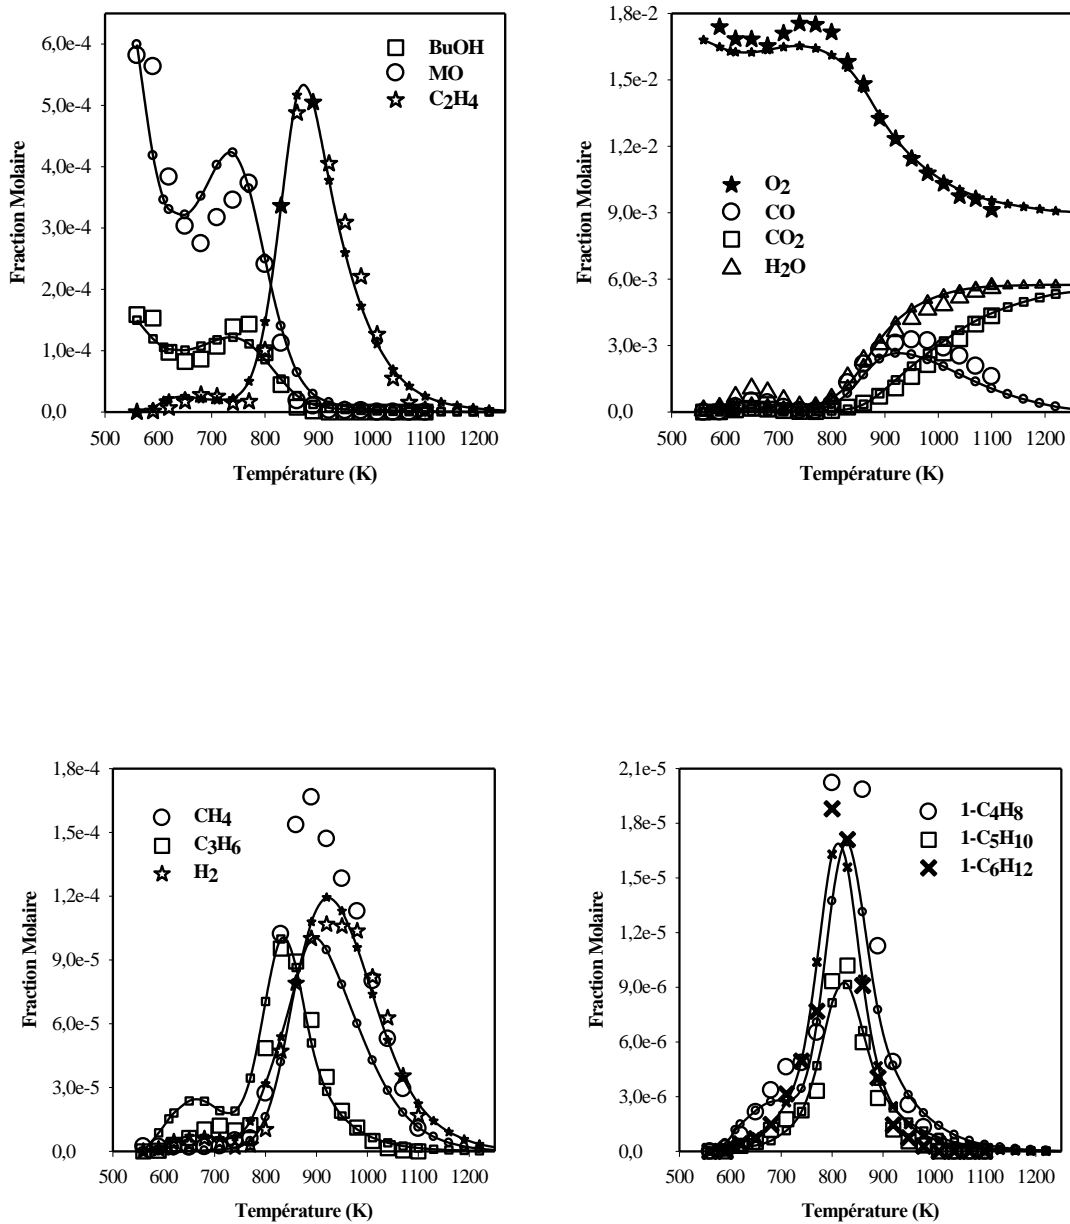 6,0e-4
5,0e-4
4,0e-4
3,0e-4
2,0e-4
1,0e-4
0,0
Fraction Molaire
BuOH
MO
C2H4
500 600 700 800 900 1000 1100 1200
Température (K)
1.8e-2
1,5e-2
1,2e-2
9,0e-3
6,0e-3
3,0e-3
0,0
Fraction Molaire
O2
CO
CO2
H2O
500 600 700 800 900 1000 1100 1200
Température (K)
1,8e-4
1,5e-4
1,2e-4
9,0e-5
6,0e-5
3,0e-5
0,0
Fraction Molaire
CH4
C3H6
H2
500 600 700 800 900 1000 1100 1200
Température (K)
2,1e-5
1,8e-5
1,5e-5
1,2e-5
9,0e-6
6,0e-6
3,0e-6
0,0
Fraction Molaire
1-C4H8
1-C5H10
1-C6H12
500 600 700 800 900 1000 1100 1200
Température (K)